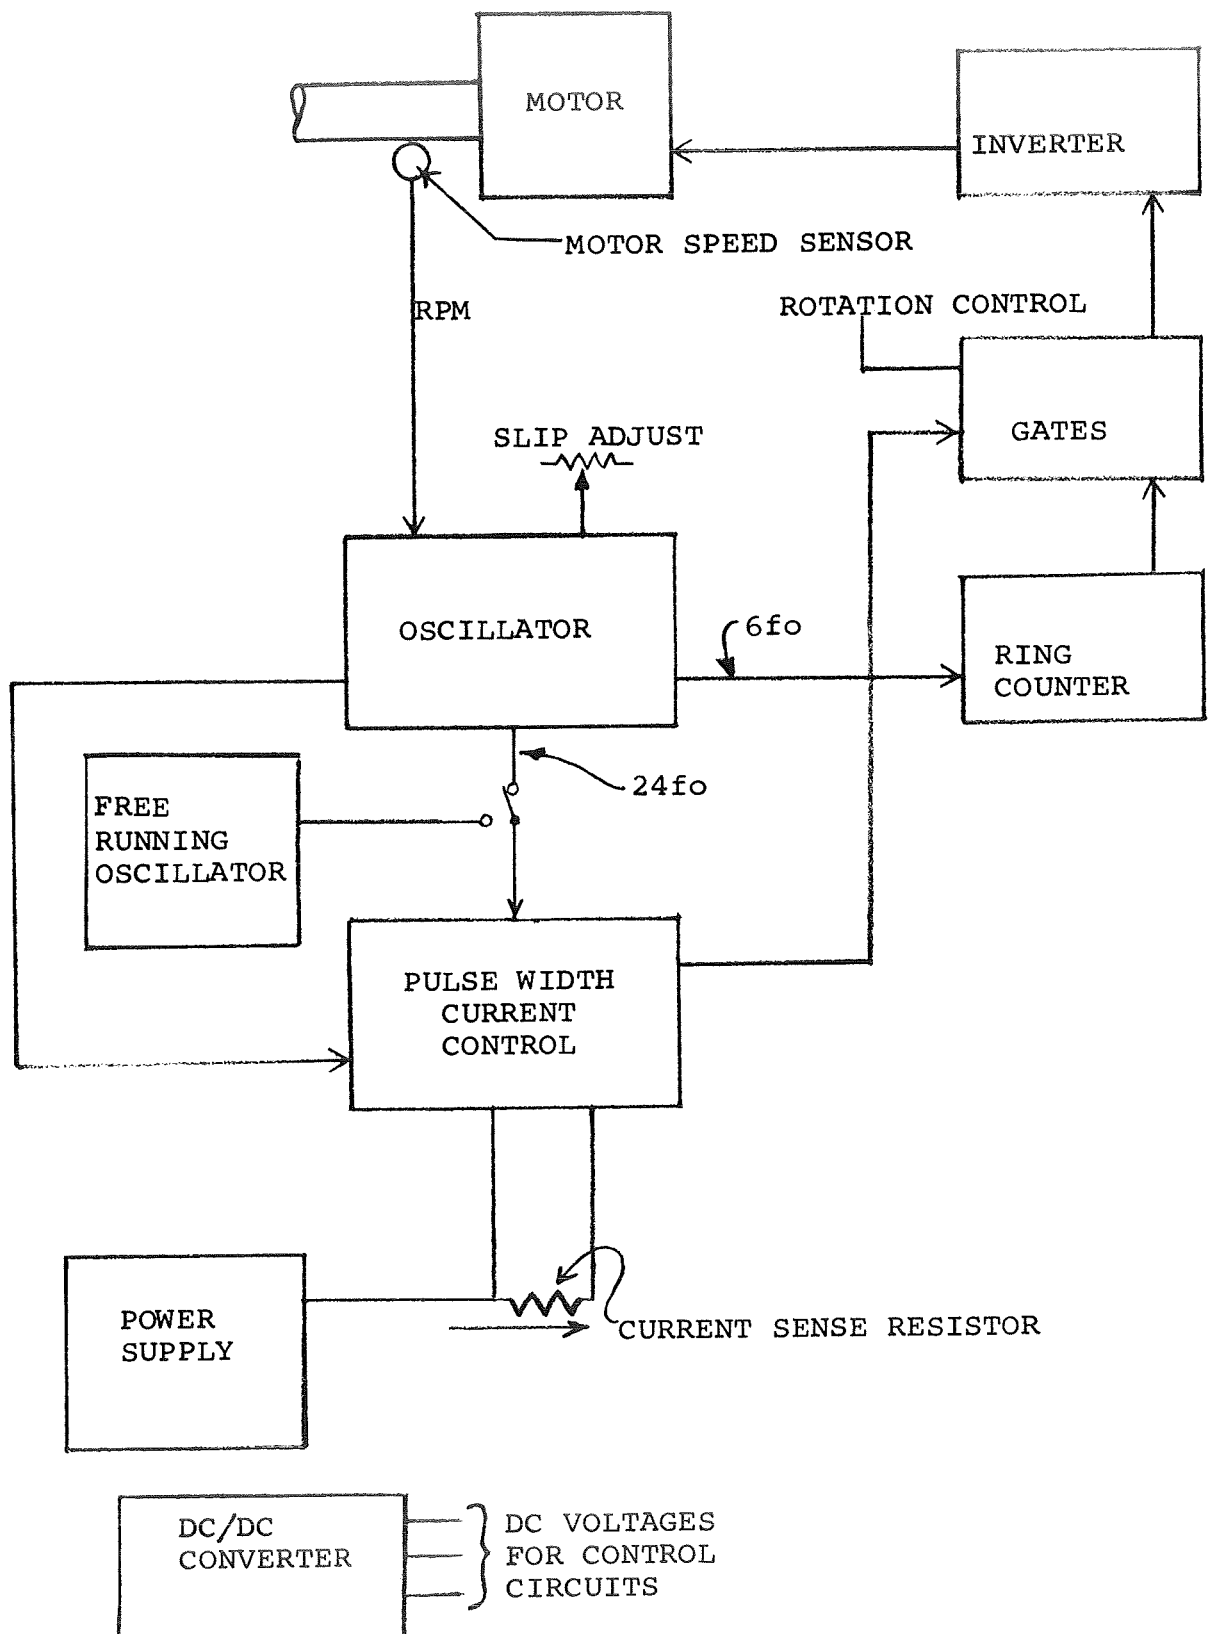 MOTOR
INVERTER
MOTOR SPEED SENSOR
RPM
ROTATION CONTROL
GATES
SLIP ADJUST
OSCILLATOR
6fo
RING
COUNTER
24fo
FREE
RUNNING
OSCILLATOR
PULSE WIDTH
CURRENT
CONTROL
POWER
SUPPLY
CURRENT SENSE RESISTOR
DC/DC
CONVERTER
DC VOLTAGES
FOR CONTROL
CIRCUITS